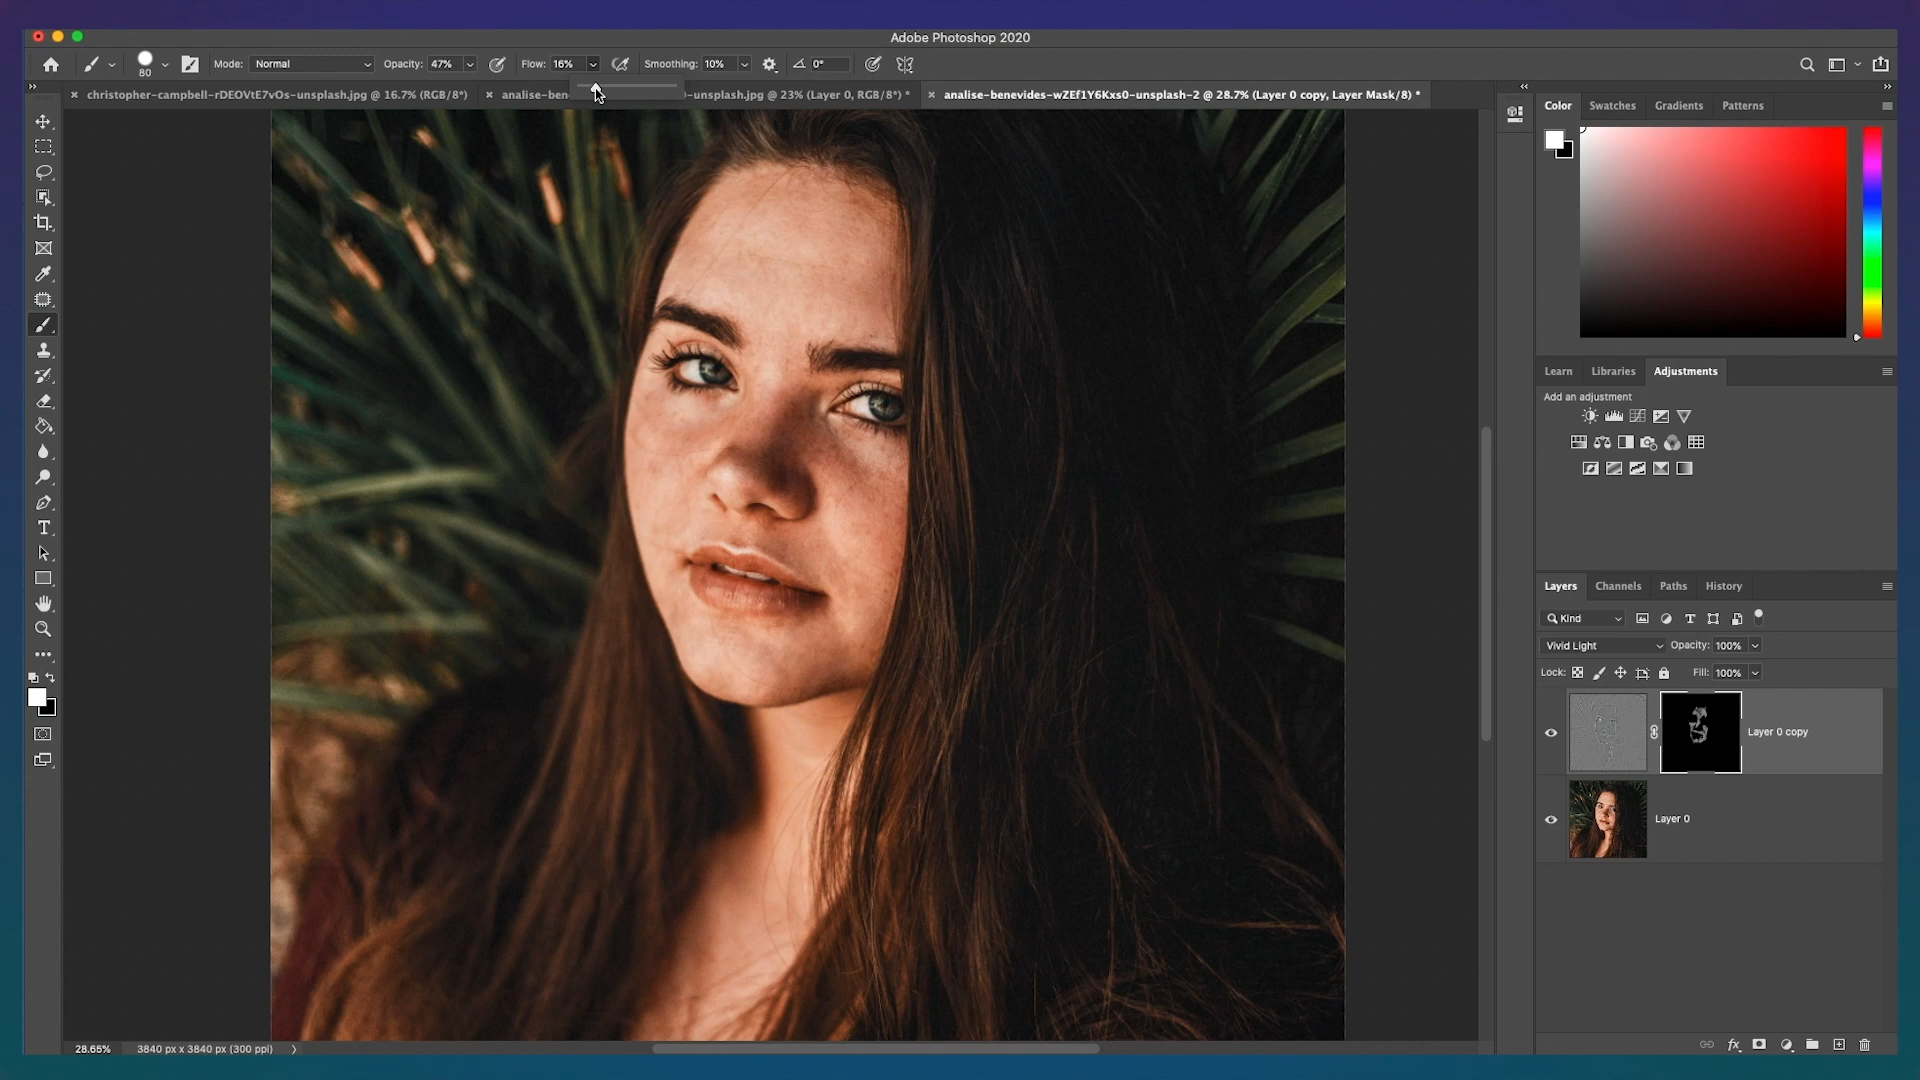 Adobe Photoshop 2020
80
Mode: Normal
Opacity: 47%
Flow: 16%
Smoothing: 10%
0°
christopher-campbell-rDEOVtE7vOs-unsplash.jpg @ 16.7% (RGB/8*)
analise-ben
-unsplash.jpg @ 23% (Layer 0, RGB/8*) *
analise-benevides-wZEf1Y6Kxs0-unsplash-2 @ 28.7% (Layer 0 copy, Layer Mask/8) *
Color Swatches Gradients Patterns
Learn Libraries Adjustments
Add an adjustment
Layers Channels Paths History
Kind
Vivid Light Opacity: 100%
Lock: Fill: 100%
Layer 0 copy
Layer 0
fx
28.65% 3840 px x 3840 px (300 ppi)